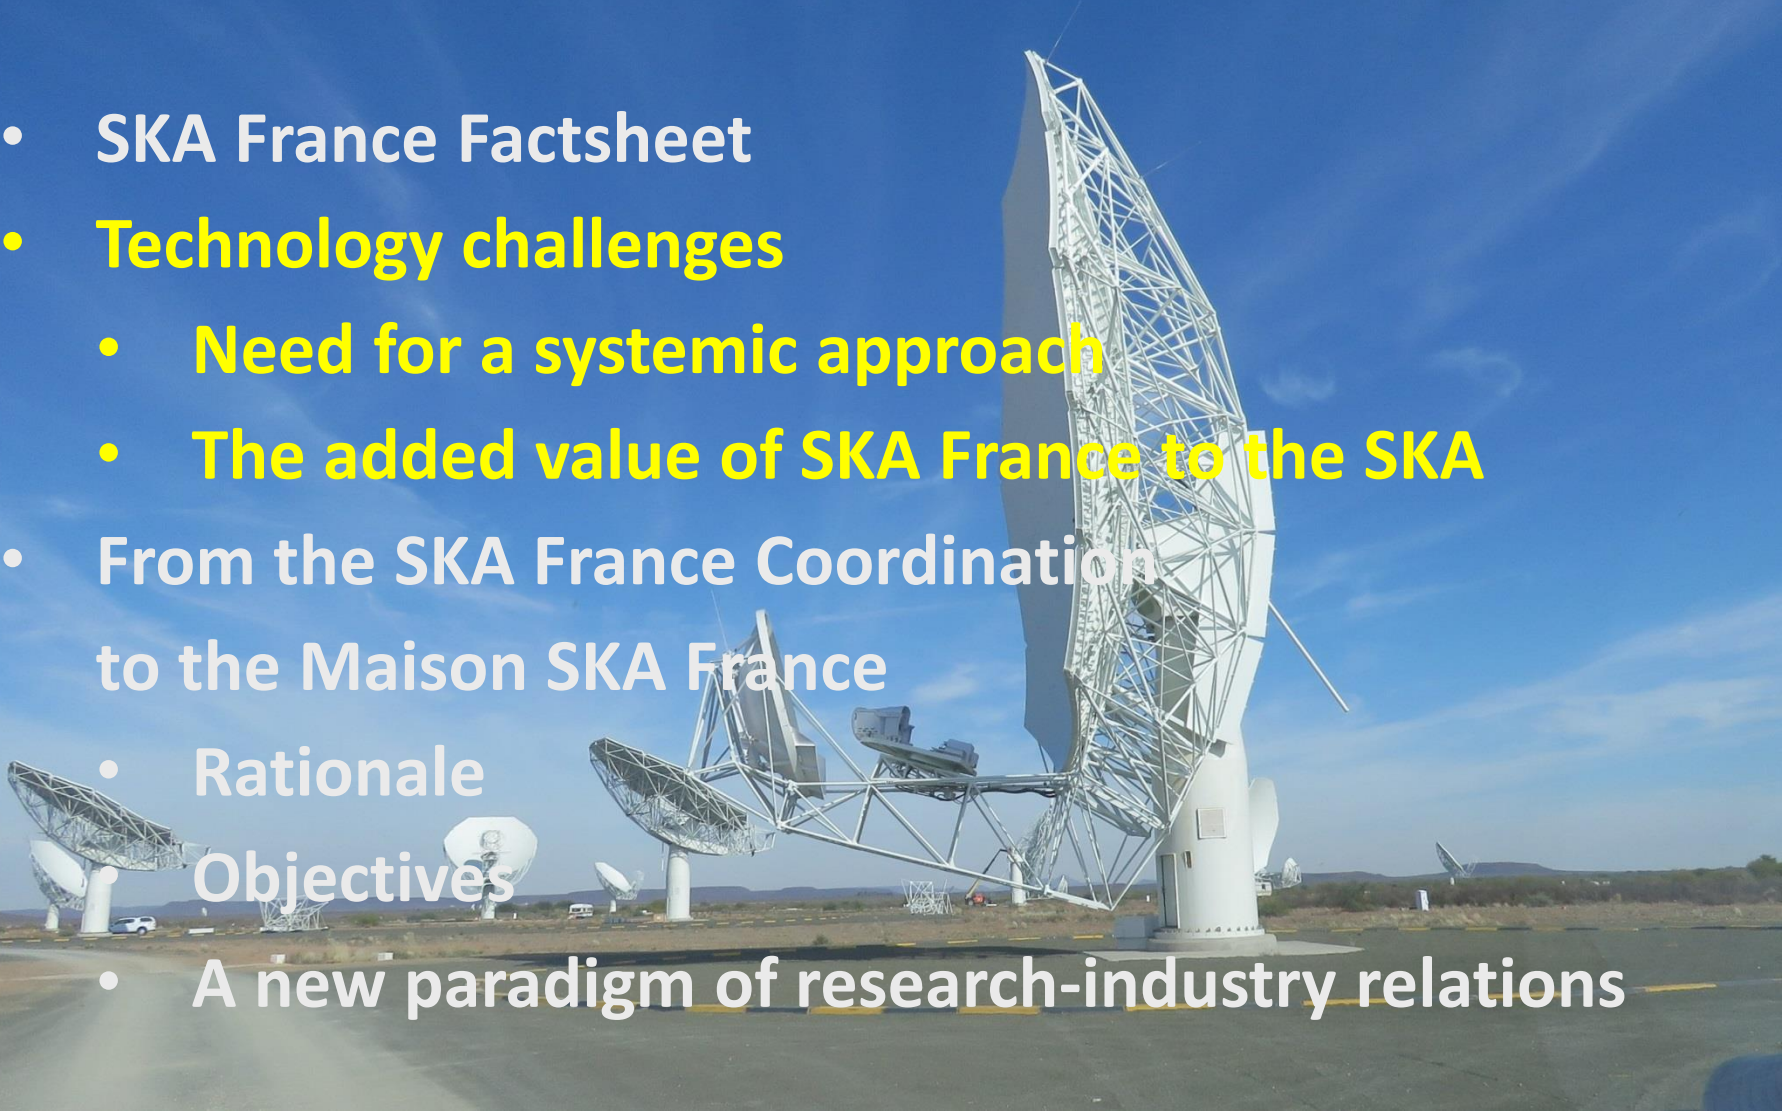 • SKA France Factsheet
• Technology challenges
• Need for a systemic approach
• The added value of SKA France to the SKA
• From the SKA France Coordination
to the Maison SKA France
• Rationale
• Objectives
• A new paradigm of research-industry relations